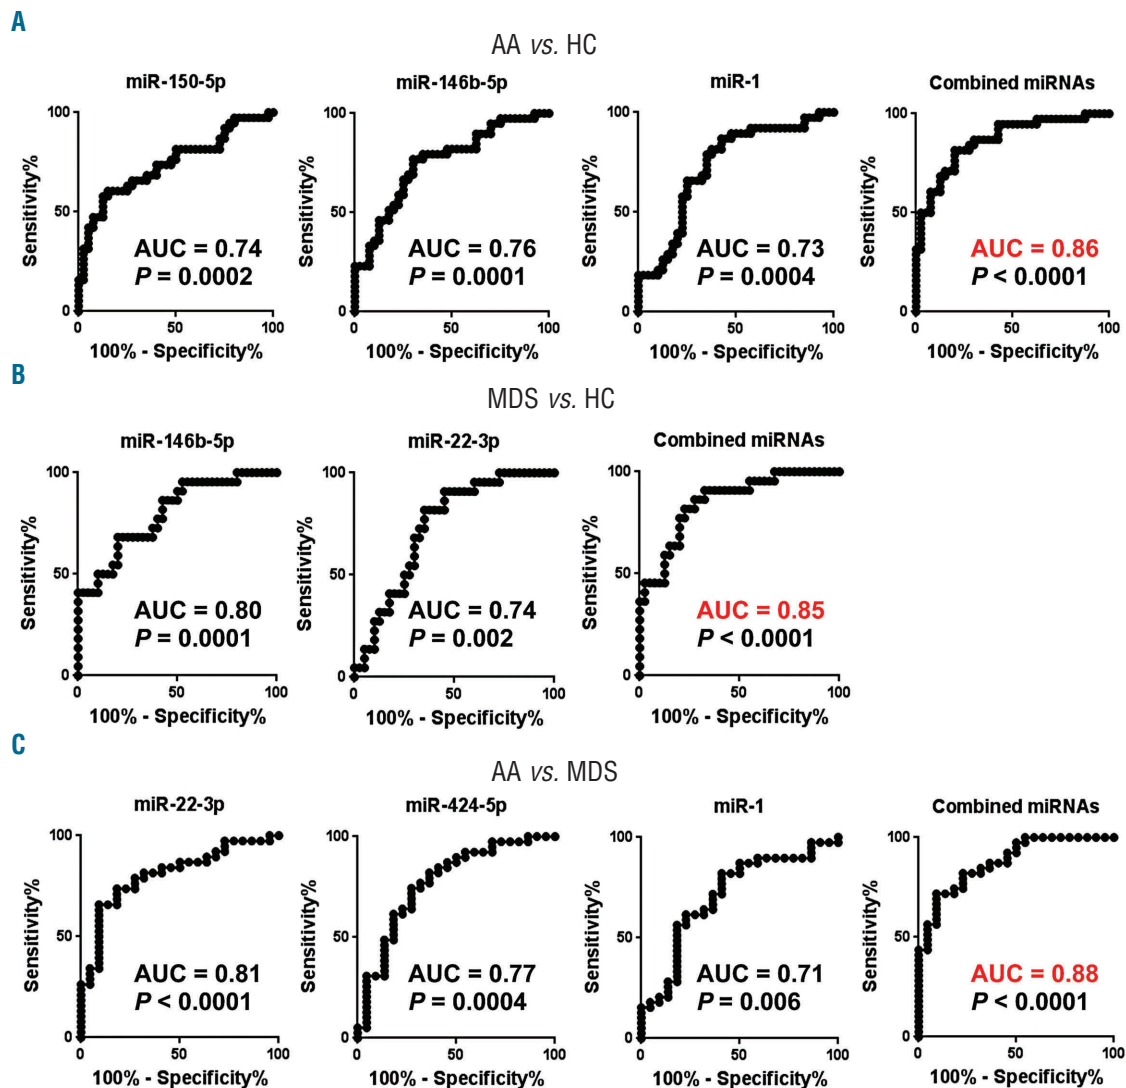 A
AA vs. HC
miR-150-5p
miR-146b-5p
miR-1
Combined miRNAs
Sensitivity%
100
50
0
AUC = 0.74
P = 0.0002
0
50
100
100% - Specificity%
Sensitivity%
100
50
0
AUC = 0.76
P = 0.0001
0
50
100
100% - Specificity%
Sensitivity%
100
50
0
AUC = 0.73
P = 0.0004
0
50
100
100% - Specificity%
Sensitivity%
100
50
0
AUC = 0.86
P < 0.0001
0
50
100
100% - Specificity%
B
MDS vs. HC
miR-146b-5p
miR-22-3p
Combined miRNAs
Sensitivity%
100
50
0
AUC = 0.80
P = 0.0001
0
50
100
100% - Specificity%
Sensitivity%
100
50
0
AUC = 0.74
P = 0.002
0
50
100
100% - Specificity%
Sensitivity%
100
50
0
AUC = 0.85
P < 0.0001
0
50
100
100% - Specificity%
C
AA vs. MDS
miR-22-3p
miR-424-5p
miR-1
Combined miRNAs
Sensitivity%
100
50
0
AUC = 0.81
P < 0.0001
0
50
100
100% - Specificity%
Sensitivity%
100
50
0
AUC = 0.77
P = 0.0004
0
50
100
100% - Specificity%
Sensitivity%
100
50
0
AUC = 0.71
P = 0.006
0
50
100
100% - Specificity%
Sensitivity%
100
50
0
AUC = 0.88
P < 0.0001
0
50
100
100% - Specificity%